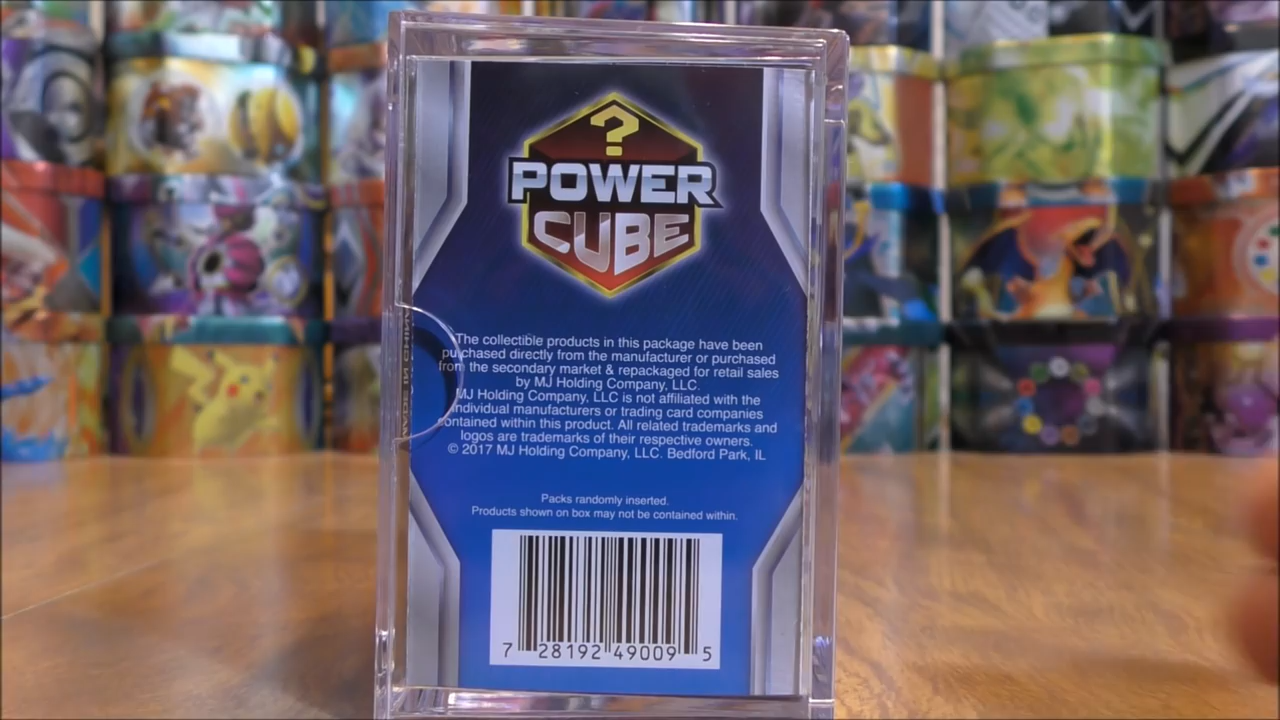 ?
POWER
CUBE
The collectible products in this package have been
purchased directly from the manufacturer or purchased
from the secondary market & repackaged for retail sales
by MJ Holding Company, LLC.
MJ Holding Company, LLC is not affiliated with the
individual manufacturers or trading card companies
contained within this product. All related trademarks and
logos are trademarks of their respective owners.
© 2017 MJ Holding Company, LLC. Bedford Park, IL
Packs randomly inserted.
Products shown on box may not be contained within.
7 28192 49009 5
MADE IN CHINA